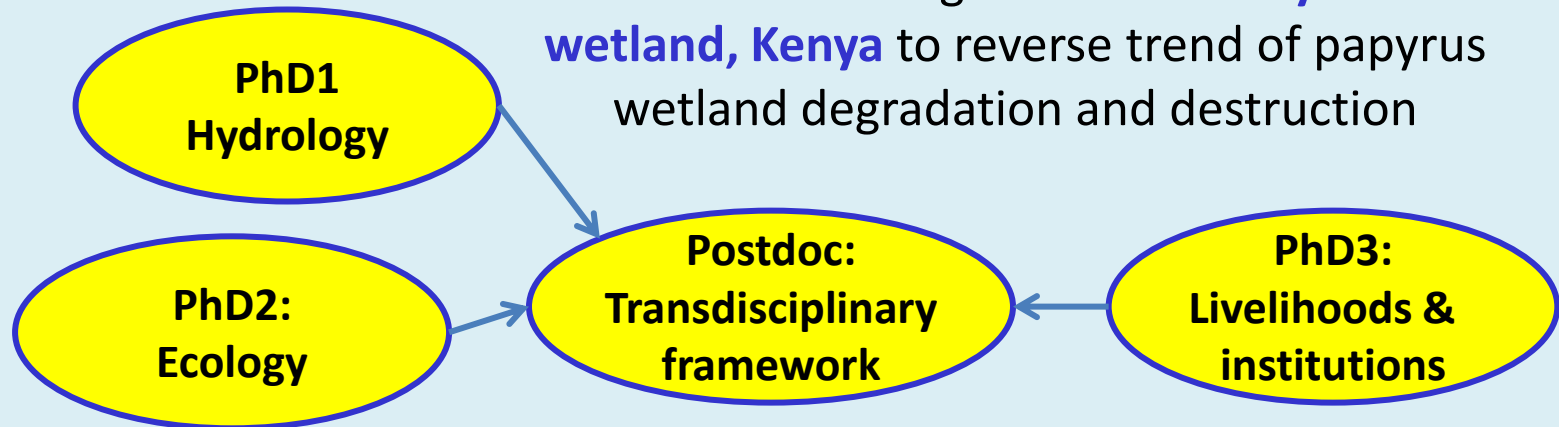 wetland, Kenya to reverse trend of papyrus
wetland degradation and destruction
PhD1
Hydrology
PhD2:
Ecology
Postdoc:
Transdisciplinary
framework
PhD3:
Livelihoods &
institutions